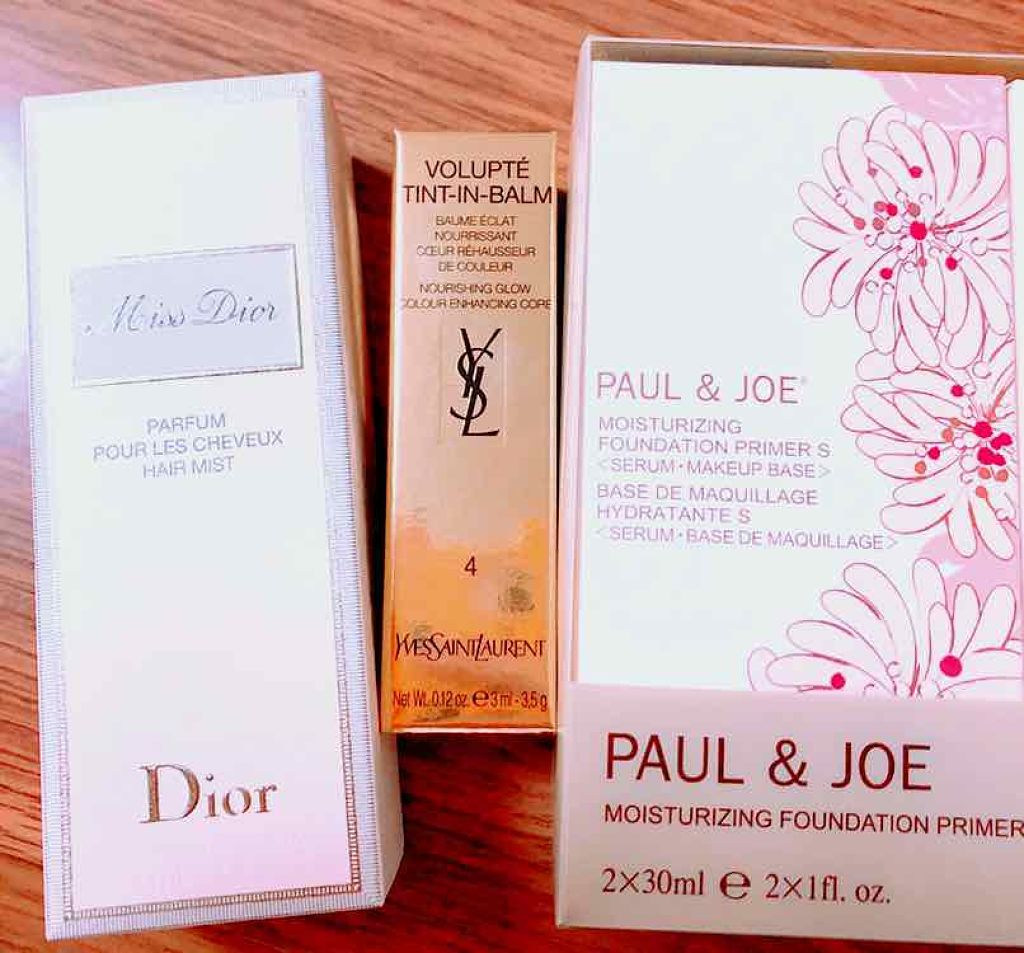 Miss Dior
PARFUM
POUR LES CHEVEUX
HAIR MIST
Dior
VOLUPTÉ
TINT-IN-BALM
BAUME ÉCLAT
NOURRISSANT
CŒUR RÉHAUSSEUR
DE COULEUR
NOURISHING GLOW
COLOUR ENHANCING CORE
YSL
4
YVESSAINTLAURENT
Net Wt. 0.12 oz. ℮ 3 ml - 3,5 g
PAUL & JOE®
MOISTURIZING
FOUNDATION PRIMER S
<SERUM・MAKEUP BASE>
BASE DE MAQUILLAGE
HYDRATANTE S
<SERUM・BASE DE MAQUILLAGE>
PAUL & JOE
MOISTURIZING FOUNDATION PRIMER
2×30ml ℮ 2×1fl. oz.